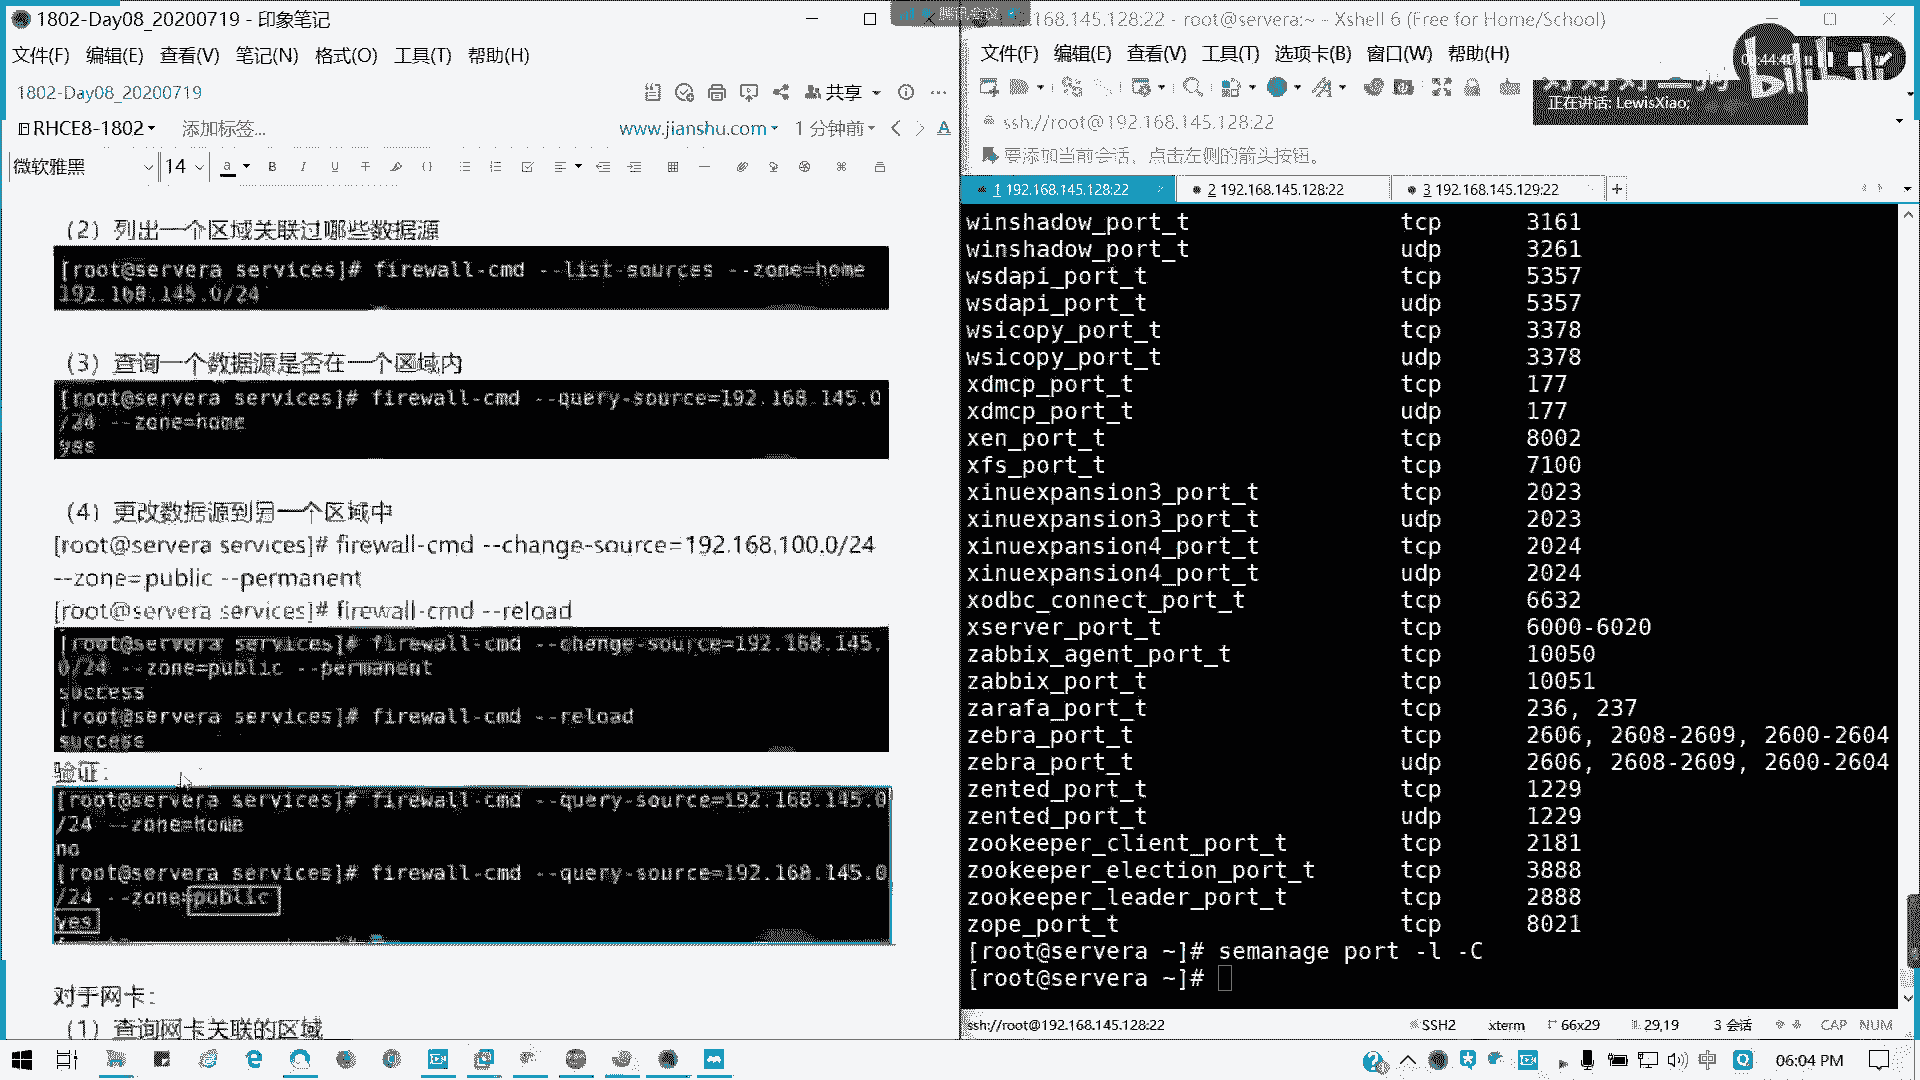 1802-Day08_20200719 - 印象笔记
文件(F) 编辑(E) 查看(V) 笔记(N) 格式(O) 工具(T) 帮助(H)
1802-Day08_20200719
共享
RHCE8-1802
添加标签...
www.jianshu.com
1 分钟前
微软雅黑
14
（2）列出一个区域关联过哪些数据源
[root@servera services]# firewall-cmd --list-sources --zone=home
192.168.145.0/24
（3）查询一个数据源是否在一个区域内
[root@servera services]# firewall-cmd --query-source=192.168.145.0
/24 --zone=home
yes
（4）更改数据源到另一个区域中
[root@servera services]# firewall-cmd --change-source=192.168.100.0/24
--zone=public --permanent
[root@servera services]# firewall-cmd --reload
[root@servera services]# firewall-cmd --change-source=192.168.145.
0/24 --zone=public --permanent
success
[root@servera services]# firewall-cmd --reload
success
验证：
[root@servera services]# firewall-cmd --query-source=192.168.145.0
/24 --zone=home
no
[root@servera services]# firewall-cmd --query-source=192.168.145.0
/24 --zone=public
yes
对于网卡：
（1）查询网卡关联的区域
腾讯会议
192.168.145.128:22 - root@servera:~ - Xshell 6 (Free for Home/School)
文件(F) 编辑(E) 查看(V) 工具(T) 选项卡(B) 窗口(W) 帮助(H)
00:44:40
bilibili
正在讲话: LewisXiao;
ssh://root@192.168.145.128:22
要添加当前会话，点击左侧的箭头按钮。
1 192.168.145.128:22
2 192.168.145.128:22
3 192.168.145.129:22
winshadow_port_t tcp 3161
winshadow_port_t udp 3261
wsdapi_port_t tcp 5357
wsdapi_port_t udp 5357
wsicopy_port_t tcp 3378
wsicopy_port_t udp 3378
xdmcp_port_t tcp 177
xdmcp_port_t udp 177
xen_port_t tcp 8002
xfs_port_t tcp 7100
xinuexpansion3_port_t tcp 2023
xinuexpansion3_port_t udp 2023
xinuexpansion4_port_t tcp 2024
xinuexpansion4_port_t udp 2024
xodbc_connect_port_t tcp 6632
xserver_port_t tcp 6000-6020
zabbix_agent_port_t tcp 10050
zabbix_port_t tcp 10051
zarafa_port_t tcp 236, 237
zebra_port_t tcp 2606, 2608-2609, 2600-2604
zebra_port_t udp 2606, 2608-2609, 2600-2604
zented_port_t tcp 1229
zented_port_t udp 1229
zookeeper_client_port_t tcp 2181
zookeeper_election_port_t tcp 3888
zookeeper_leader_port_t tcp 2888
zope_port_t tcp 8021
[root@servera ~]# semanage port -l -C
[root@servera ~]#
ssh://root@192.168.145.128:22
SSH2
xterm
66x29
29,19
3 会话
CAP NUM
中
06:04 PM